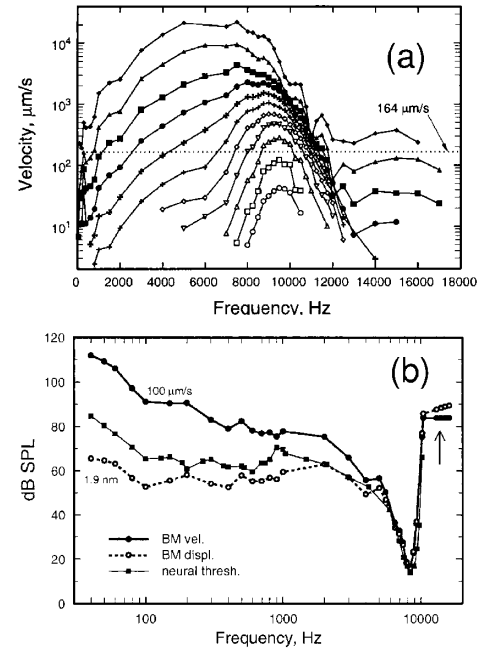 (a)
164 μm/s
10⁴
10³
10²
10¹
Velocity, μm/s
0 2000 4000 6000 8000 10000 12000 14000 16000 18000
Frequency, Hz
(b)
120
100
80
60
40
20
0
dB SPL
100 μm/s
1.9 nm
BM vel.
BM displ.
neural thresh.
100 1000 10000
Frequency, Hz